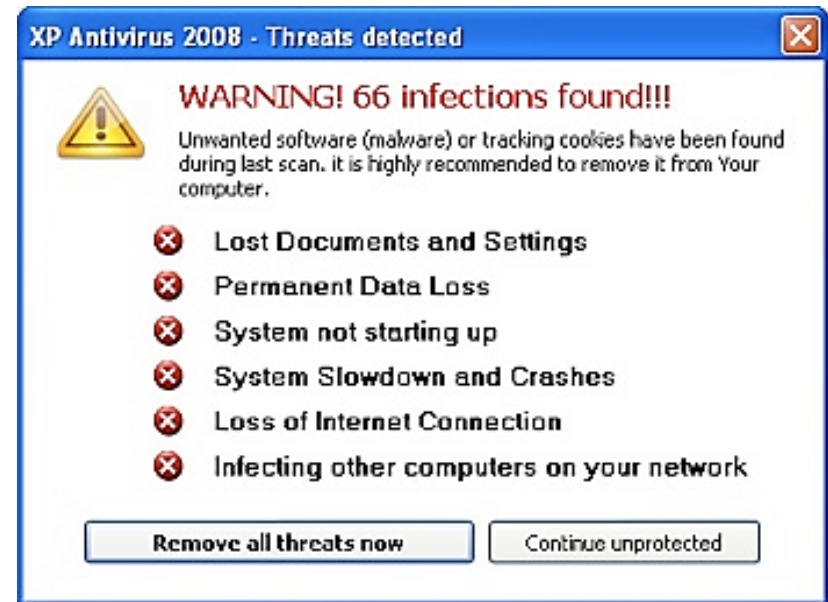 XP Antivirus 2008 - Threats detected
WARNING! 66 infections found!!!
Unwanted software (malware) or tracking cookies have been found
during last scan. it is highly recommended to remove it from Your
computer.
Lost Documents and Settings
Permanent Data Loss
System not starting up
System Slowdown and Crashes
Loss of Internet Connection
Infecting other computers on your network
Remove all threats now
Continue unprotected